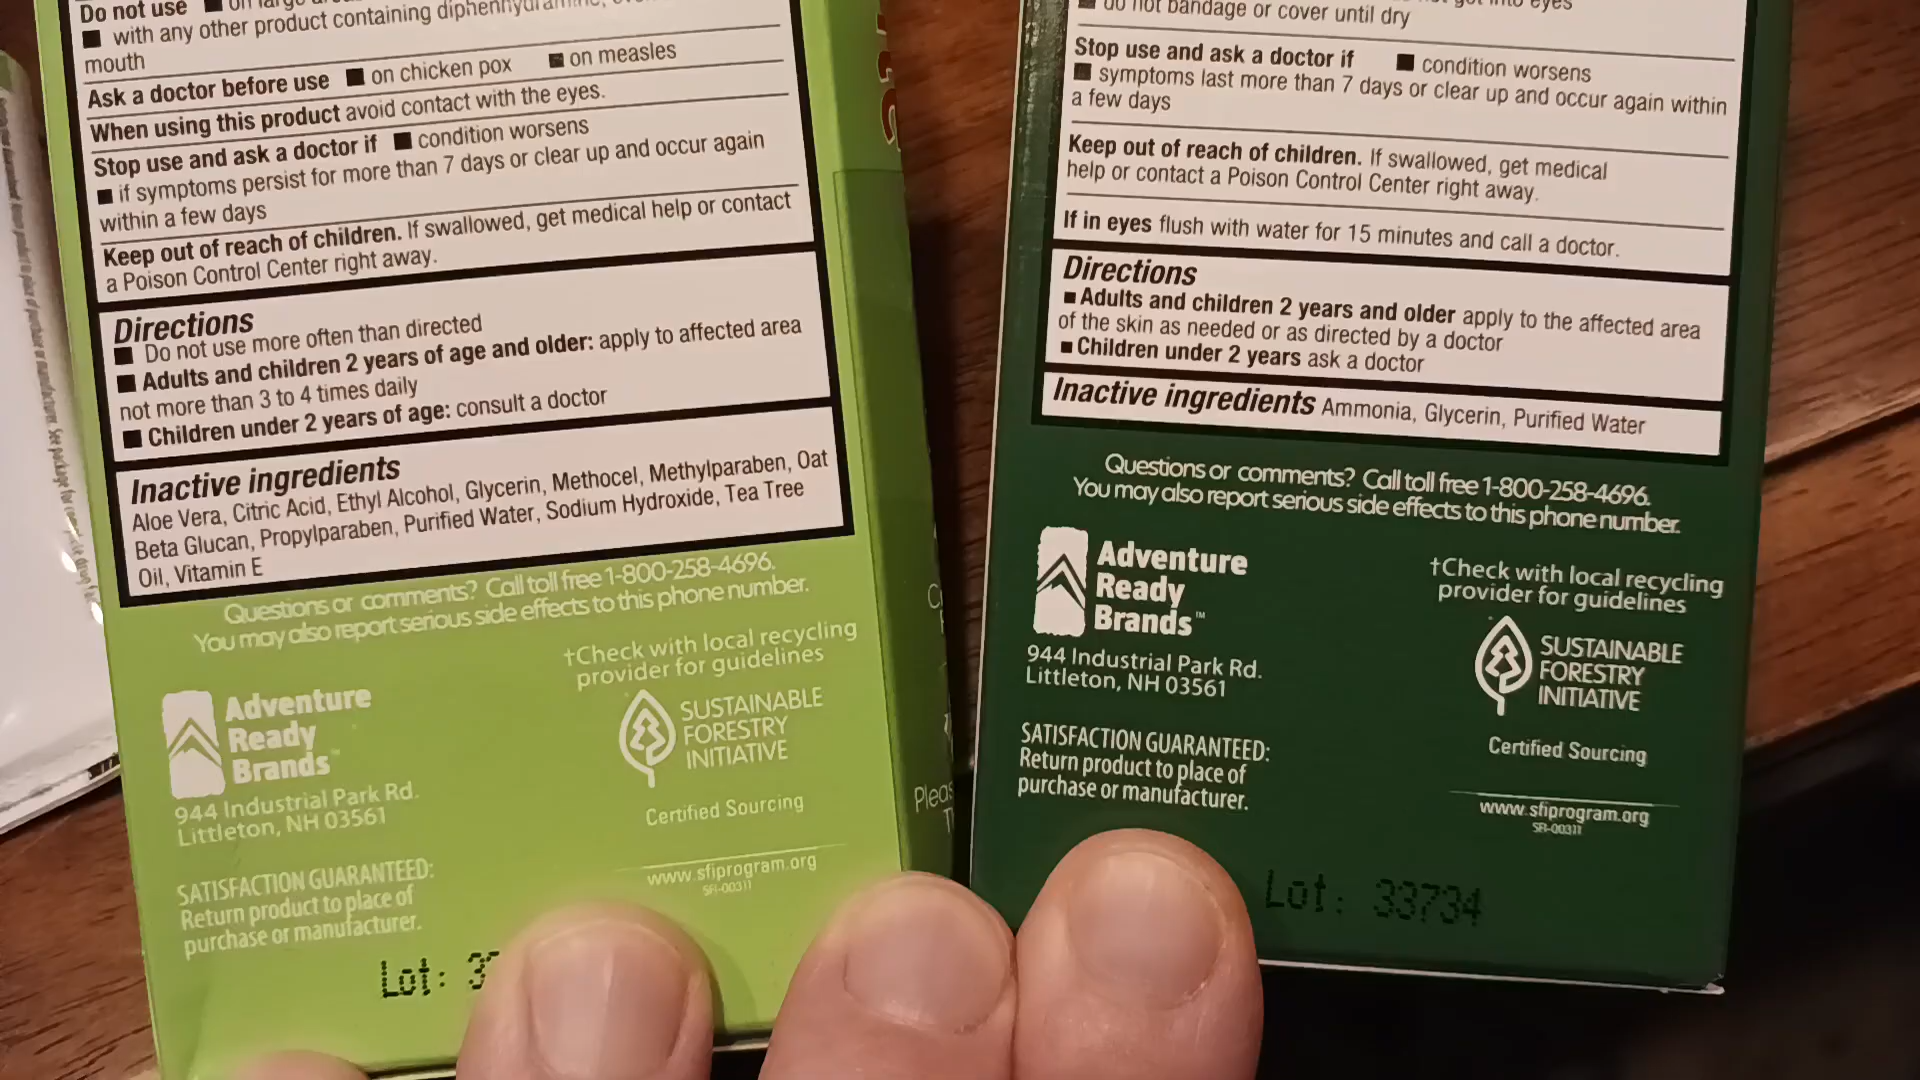 Do not use ■ on large
■ with any other product containing diphenhydramine,
mouth
Ask a doctor before use ■ on chicken pox ■ on measles
When using this product avoid contact with the eyes.
Stop use and ask a doctor if ■ condition worsens
■ if symptoms persist for more than 7 days or clear up and occur again
within a few days
Keep out of reach of children. If swallowed, get medical help or contact
a Poison Control Center right away.
Directions
■ Do not use more often than directed
■ Adults and children 2 years of age and older: apply to affected area
not more than 3 to 4 times daily
■ Children under 2 years of age: consult a doctor
Inactive ingredients
Aloe Vera, Citric Acid, Ethyl Alcohol, Glycerin, Methocel, Methylparaben, Oat
Beta Glucan, Propylparaben, Purified Water, Sodium Hydroxide, Tea Tree
Oil, Vitamin E
Questions or comments? Call toll free 1-800-258-4696.
You may also report serious side effects to this phone number.
Adventure
Ready
Brands™
944 Industrial Park Rd.
Littleton, NH 03561
SATISFACTION GUARANTEED:
Return product to place of
purchase or manufacturer.
†Check with local recycling
provider for guidelines
SUSTAINABLE
FORESTRY
INITIATIVE
Certified Sourcing
www.sfiprogram.org
SFI-00311
Lot: 3
eyes
■ do not bandage or cover until dry
Stop use and ask a doctor if ■ condition worsens
■ symptoms last more than 7 days or clear up and occur again within
a few days
Keep out of reach of children. If swallowed, get medical
help or contact a Poison Control Center right away.
If in eyes flush with water for 15 minutes and call a doctor.
Directions
■ Adults and children 2 years and older apply to the affected area
of the skin as needed or as directed by a doctor
■ Children under 2 years ask a doctor
Inactive ingredients Ammonia, Glycerin, Purified Water
Questions or comments? Call toll free 1-800-258-4696.
You may also report serious side effects to this phone number.
Adventure
Ready
Brands™
944 Industrial Park Rd.
Littleton, NH 03561
SATISFACTION GUARANTEED:
Return product to place of
purchase or manufacturer.
†Check with local recycling
provider for guidelines
SUSTAINABLE
FORESTRY
INITIATIVE
Certified Sourcing
www.sfiprogram.org
SFI-00311
Lot: 33734